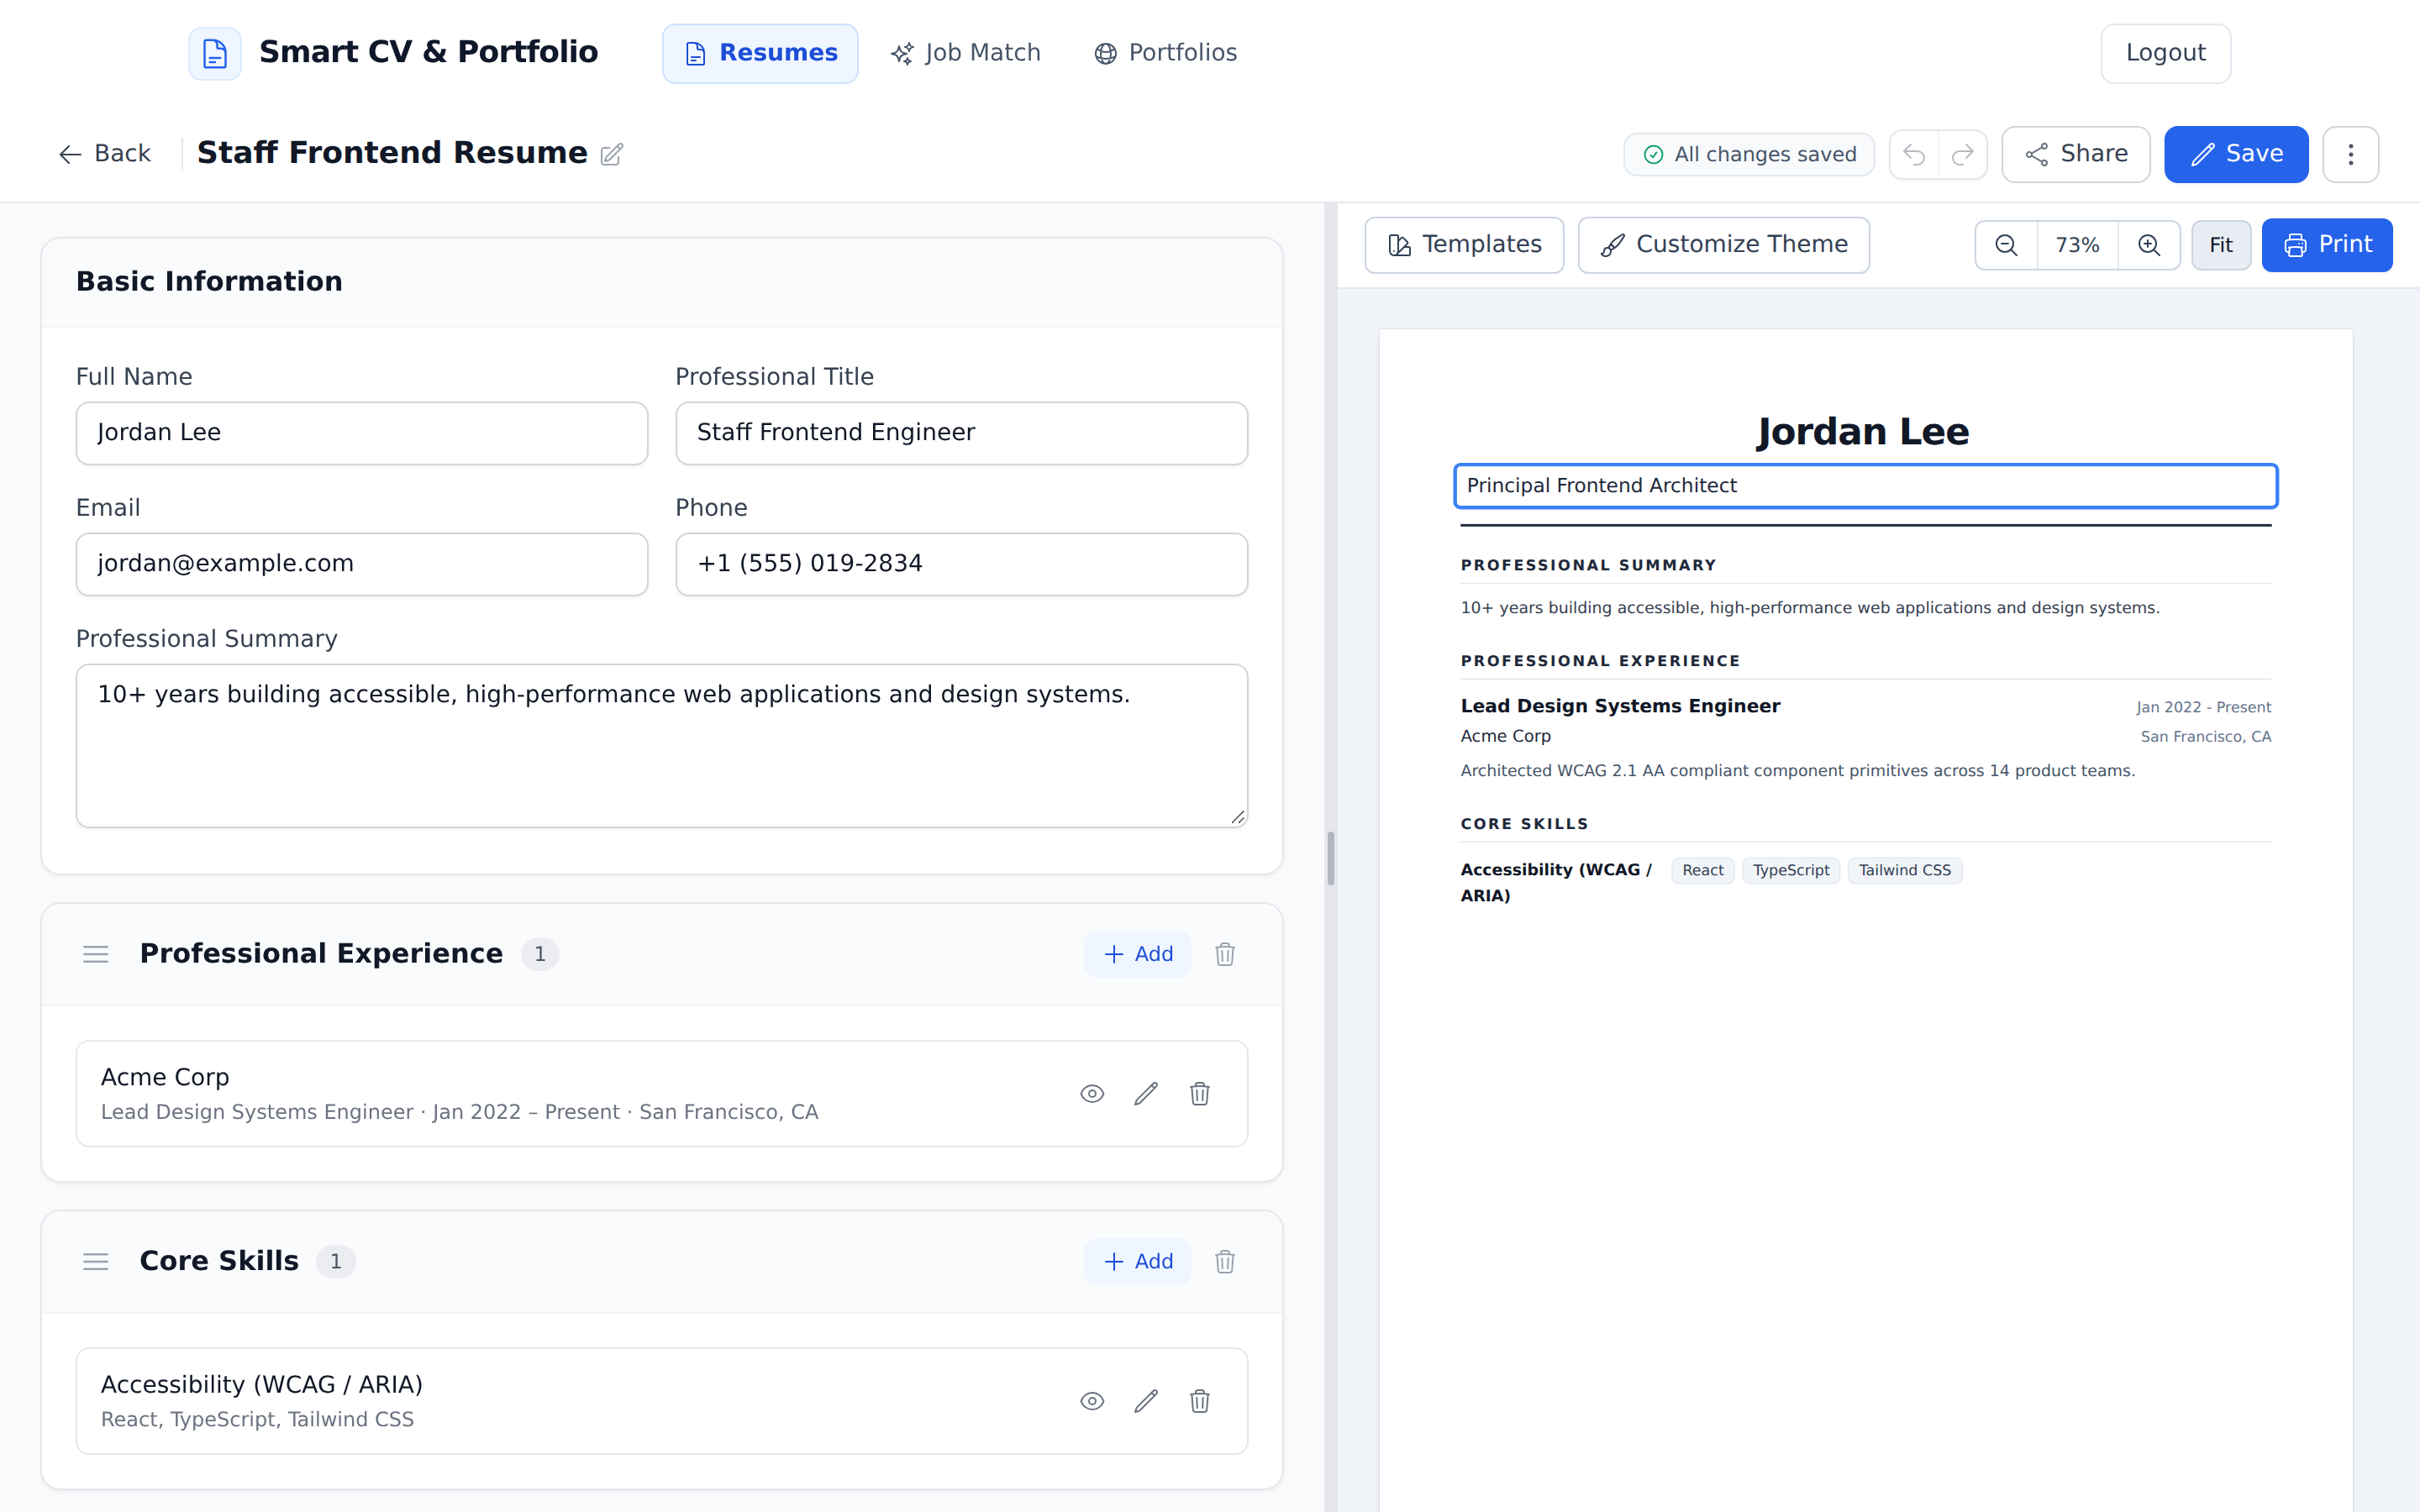 Smart CV & Portfolio
Resumes
Job Match
Portfolios
Logout
Back
Staff Frontend Resume
All changes saved
Share
Save
Basic Information
Full Name
Professional Title
Jordan Lee
Staff Frontend Engineer
Email
Phone
jordan@example.com
+1 (555) 019-2834
Professional Summary
10+ years building accessible, high-performance web applications and design systems.
Professional Experience 1
Add
Acme Corp
Lead Design Systems Engineer · Jan 2022 – Present · San Francisco, CA
Core Skills 1
Add
Accessibility (WCAG / ARIA)
React, TypeScript, Tailwind CSS
Templates
Customize Theme
73%
Fit
Print
Jordan Lee
Principal Frontend Architect
PROFESSIONAL SUMMARY
10+ years building accessible, high-performance web applications and design systems.
PROFESSIONAL EXPERIENCE
Lead Design Systems Engineer
Jan 2022 - Present
Acme Corp
San Francisco, CA
Architected WCAG 2.1 AA compliant component primitives across 14 product teams.
CORE SKILLS
Accessibility (WCAG /
ARIA)
React
TypeScript
Tailwind CSS